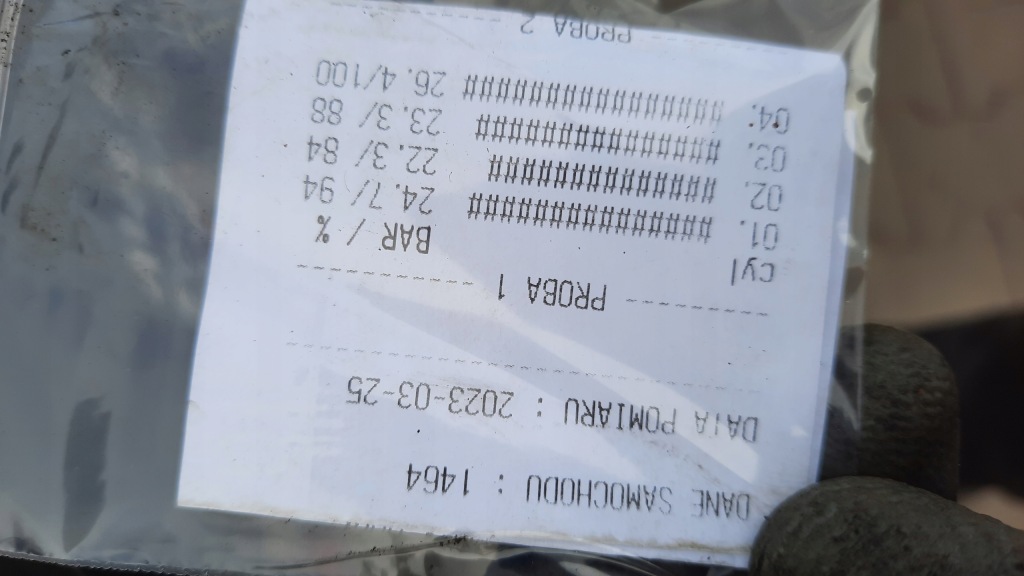 DANE SAMOCHODU : 1464
DATA POMIARU : 2023-03-25
------------------------------
--------- PROBA 1 -----------
cyl BAR / %
01. ################ 24.7/ 94
02. ############### 22.3/ 84
03. ################ 23.3/ 88
04. ################# 26.4/100
--------- PROBA 2 -----------